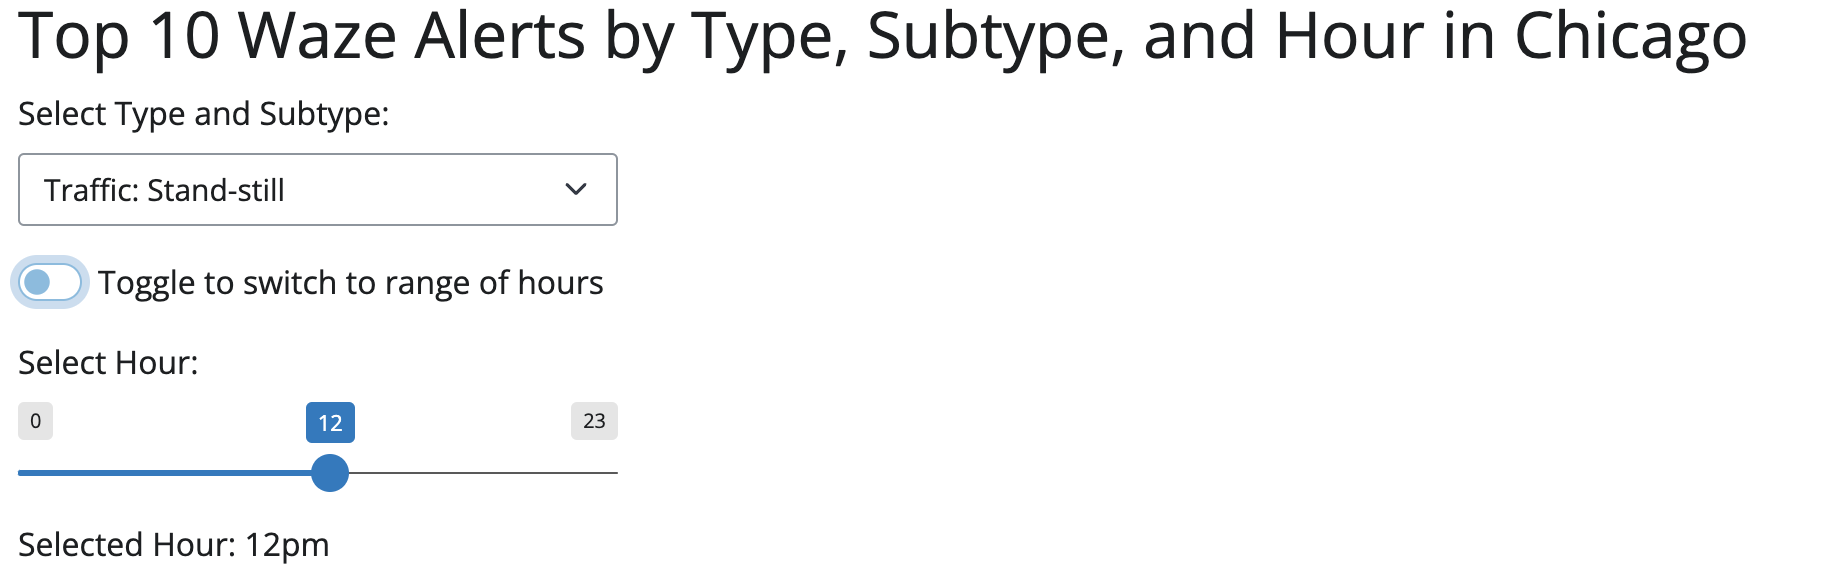 Top 10 Waze Alerts by Type, Subtype, and Hour in Chicago
Select Type and Subtype:
Traffic: Stand-still
Toggle to switch to range of hours
Select Hour:
0 12 23
Selected Hour: 12pm